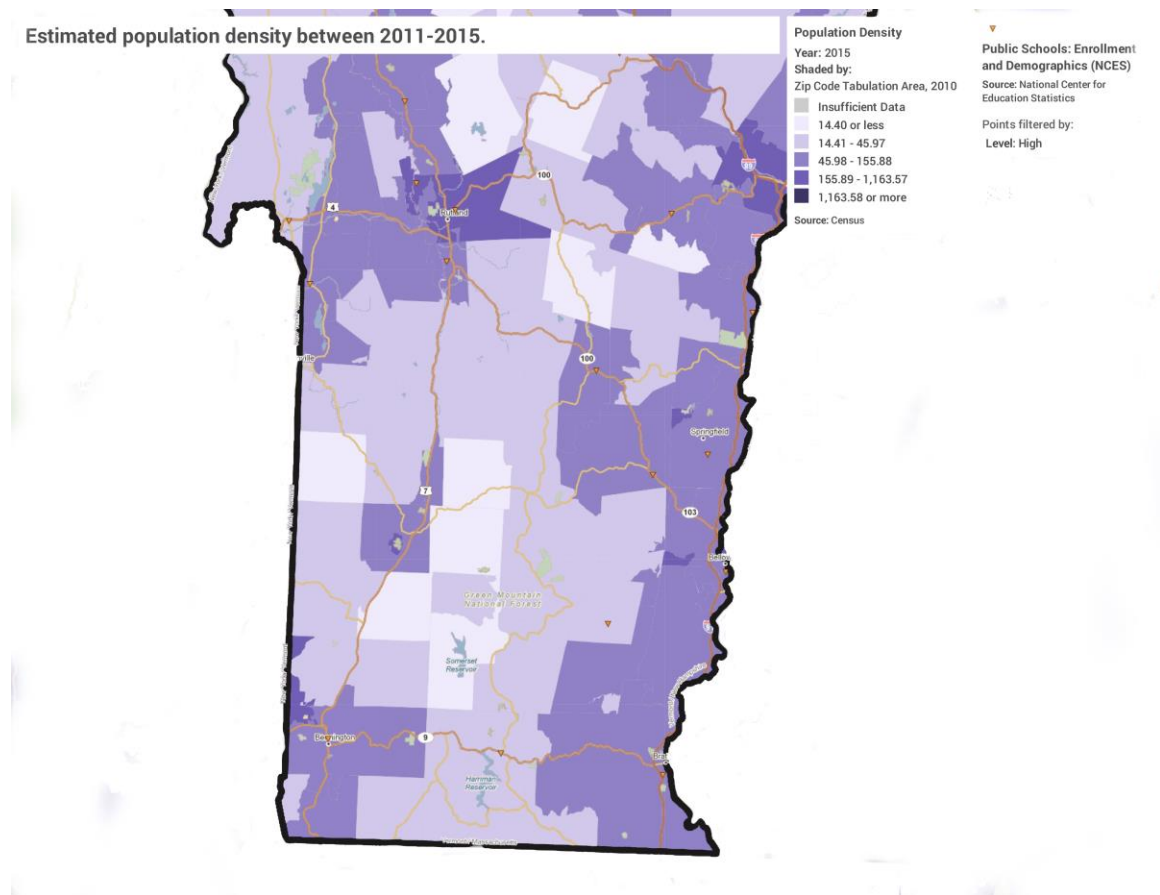 Estimated population density between 2011-2015.
Population Density
Year: 2015
Shaded by:
Zip Code Tabulation Area, 2010
Insufficient Data
14.40 or less
14.41 - 45.97
45.98 - 155.88
155.89 - 1,163.57
1,163.58 or more
Source: Census
Public Schools: Enrollment
and Demographics (NCES)
Source: National Center for
Education Statistics
Points filtered by:
Level: High
89
100
4
Rutland
100
Springfield
7
103
Green Mountain
National Forest
Somerset
Reservoir
Bennington
9
Harriman
Reservoir